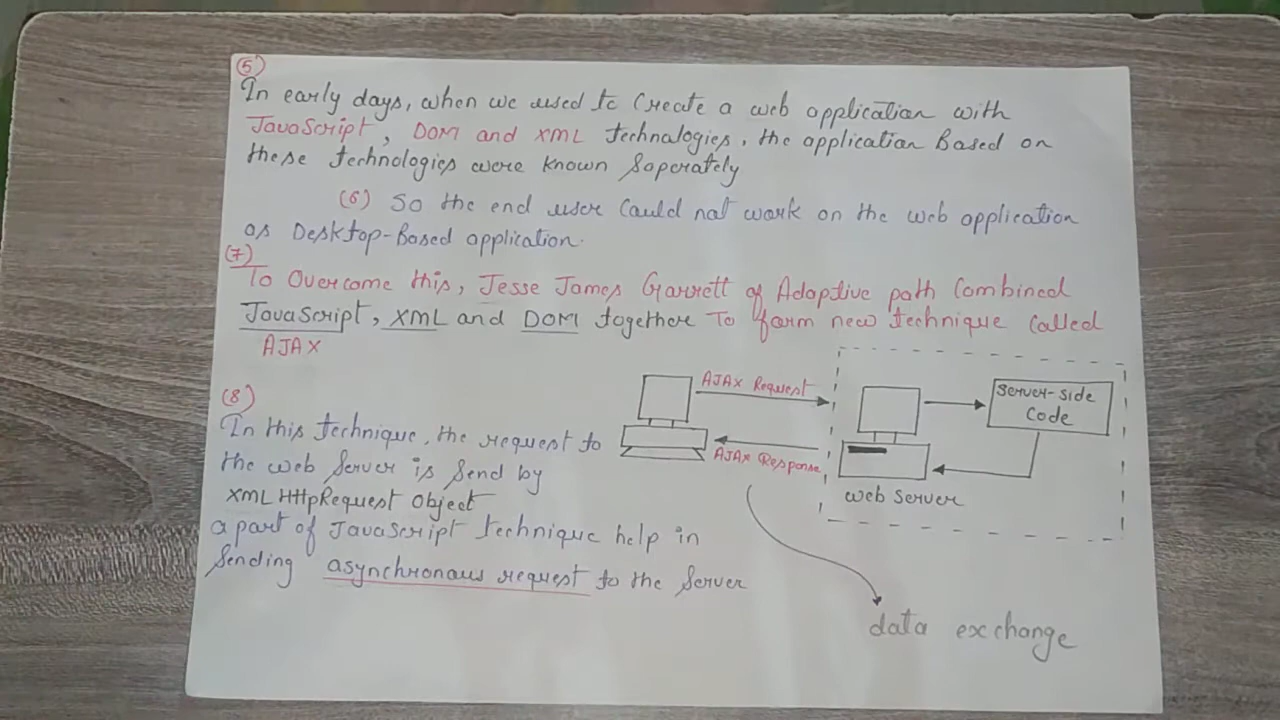 (5)
In early days, when we used to Create a web application with
JavaScript, DOM and XML technalogies, the application Based on
these technologies were known Saperately
(6) So the end user Could not work on the web application
as Desktop-Based application.
(7)
To Overcome this, Jesse James Garrett of Adaptive path Combined
JavaScript, XML and DOM together To form new technique Called
AJAX
(8)
In this technique, the request to
the web Server is Send by
XMLHttpRequest Object
a part of JavaScript technique help in
Sending asynchronous request to the Server
AJAX Request
AJAX Response
Server-Side
Code
web Server
data exchange